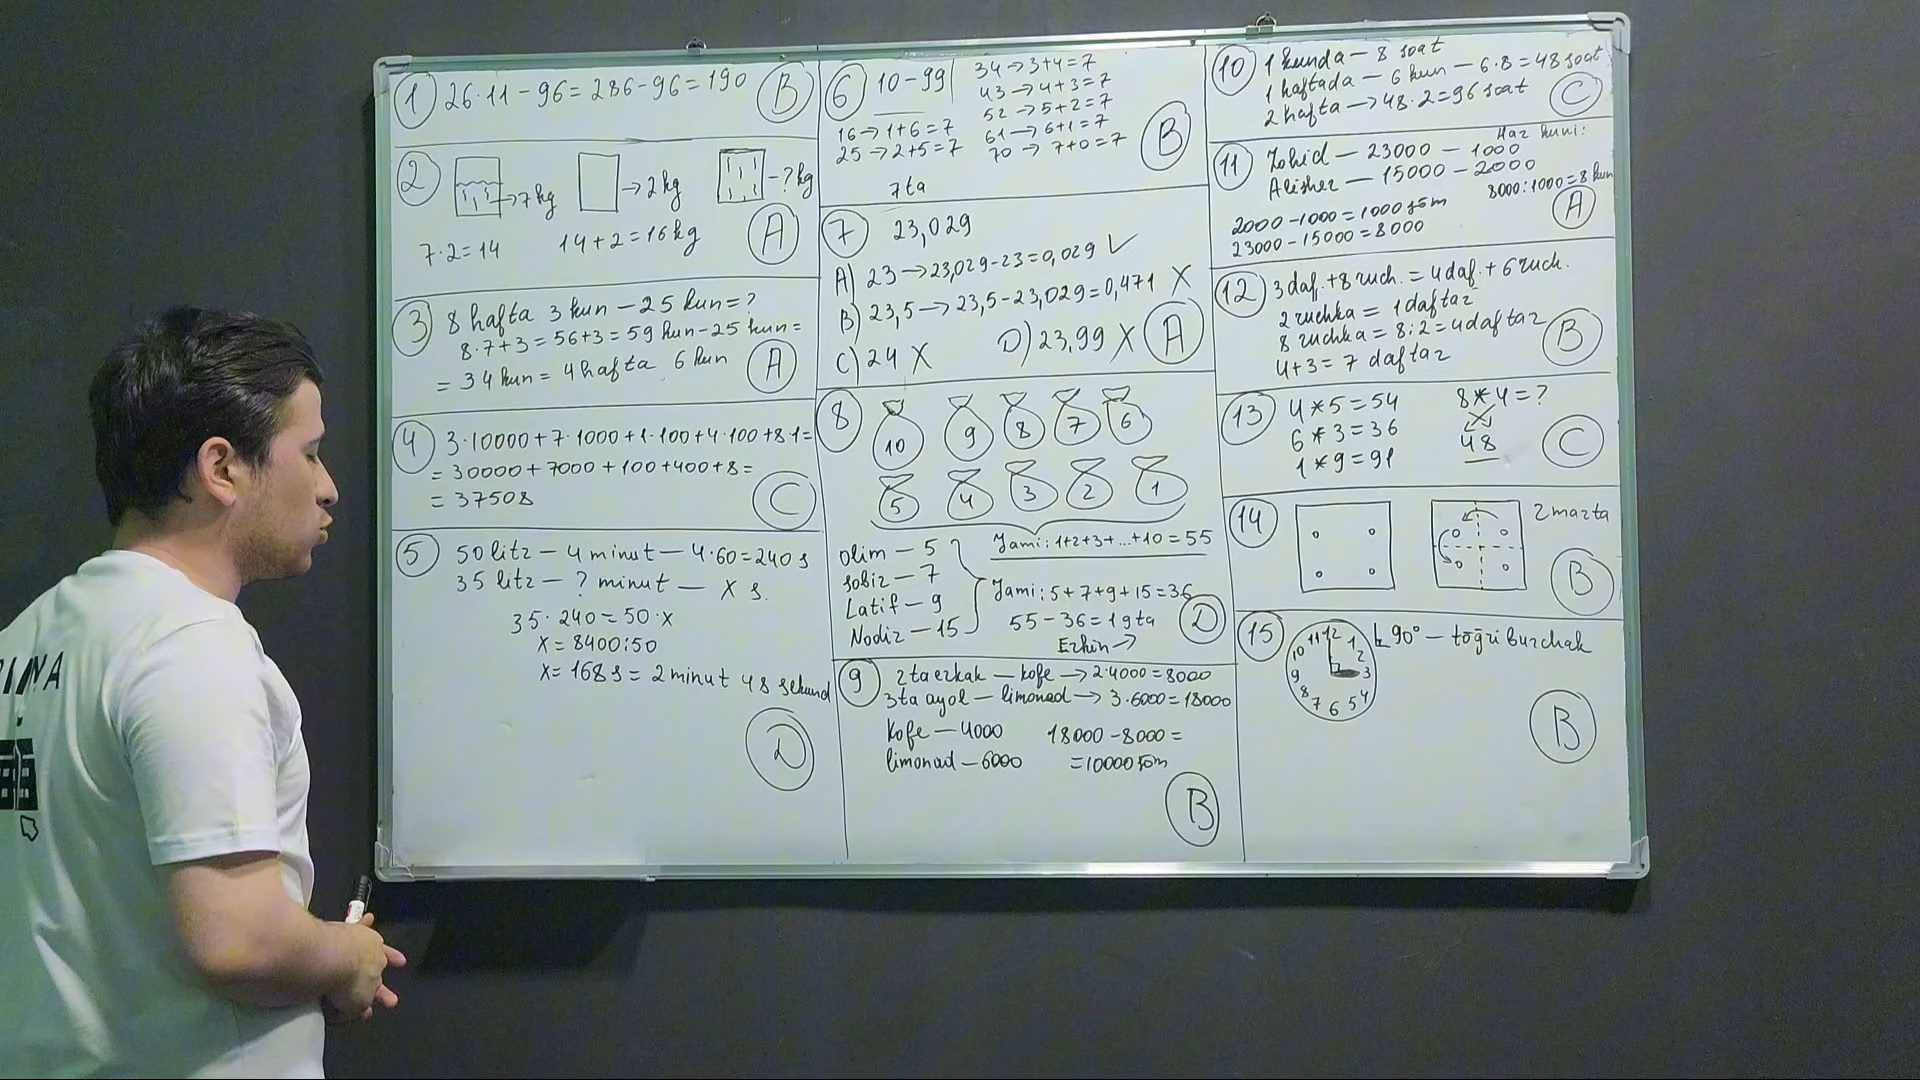 1 26·11-96=286-96=190 B
2 →7kg →2kg -?kg
7·2=14 14+2=16kg A
3 8 hafta 3 kun - 25 kun=?
8·7+3=56+3=59 kun-25 kun=
=34 kun=4 hafta 6 kun A
4 3·10000+7·1000+1·100+4·100+8·1=
=30000+7000+100+400+8=
=37508 C
5 50 litr - 4 minut - 4·60=240 s
35 litr - ? minut - x s.
35·240=50·x
x=8400:50
x=168 s=2 minut 48 sekund
D
6 10-99
16→1+6=7
25→2+5=7
34→3+4=7
43→4+3=7
52→5+2=7
61→6+1=7
70→7+0=7
7 ta
B
7 23,029
A) 23→23,029-23=0,029 ✓
B) 23,5→23,5-23,029=0,471 X
C) 24 X D) 23,99 X A
8 10 9 8 7 6
5 4 3 2 1
Jami: 1+2+3+...+10=55
Olim - 5
Sobir - 7
Latif - 9
Nodir - 15
Jami: 5+7+9+15=36
55-36=19 ta
Erkin→
D
9 2 ta erkak - kofe → 2·4000=8000
3 ta ayol - limonad → 3·6000=18000
Kofe - 4000 18000-8000=
limonad - 6000 =10000 som
B
10 1 kunda - 8 soat
1 haftada - 6 kun - 6·8=48 soat
2 hafta → 48·2=96 soat C
11 Har kuni:
Zohid - 23000 - 1000
Alisher - 15000 - 2000
2000-1000=1000 som 8000:1000=8 kun
23000-15000=8000 A
12 3 daf.+8 ruch.=4 daf.+6 ruch.
2 ruchka=1 daftar
8 ruchka=8:2=4 daftar
4+3=7 daftar B
13 4*5=54 8*4=?
6*3=36 48
1*9=91 C
14 2 marta
B
15 12 1 2 3 4 5 6 7 8 9 10 11 90° - toğri burchak
B